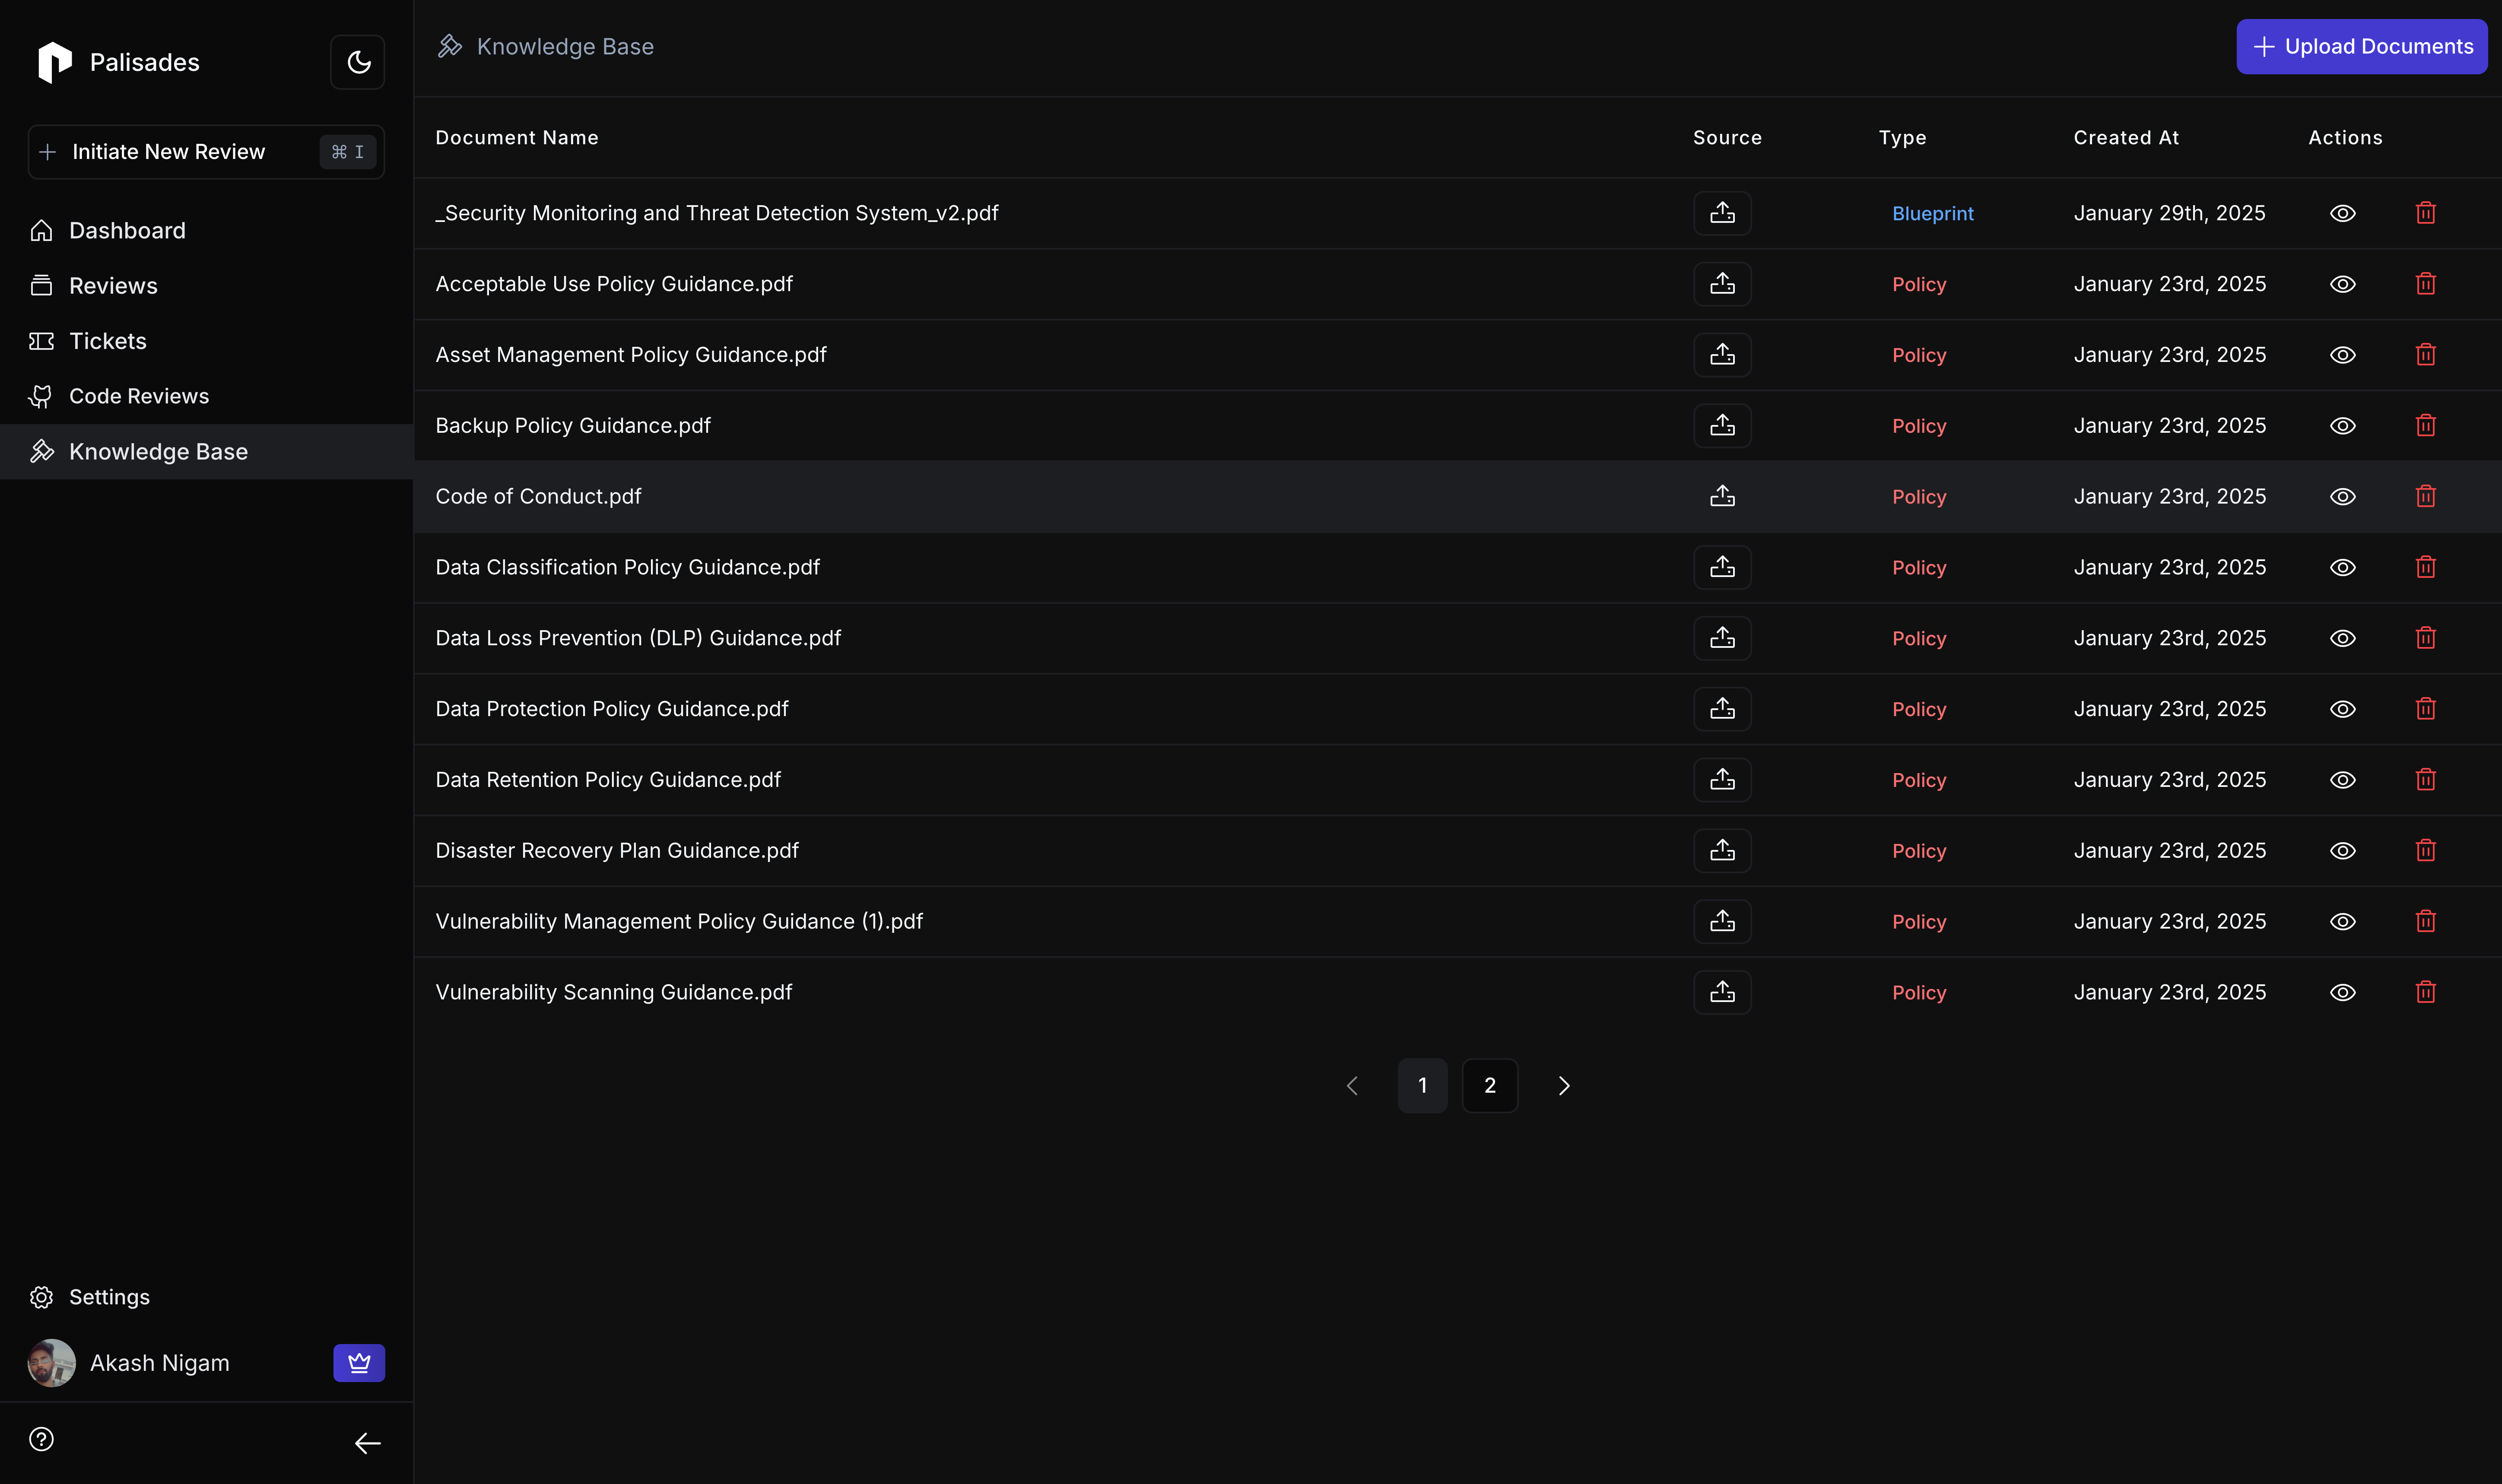 Palisades
Initiate New Review ⌘ I
Dashboard
Reviews
Tickets
Code Reviews
Knowledge Base
Settings
Akash Nigam
Knowledge Base
Upload Documents
Document Name Source Type Created At Actions
_Security Monitoring and Threat Detection System_v2.pdf Blueprint January 29th, 2025
Acceptable Use Policy Guidance.pdf Policy January 23rd, 2025
Asset Management Policy Guidance.pdf Policy January 23rd, 2025
Backup Policy Guidance.pdf Policy January 23rd, 2025
Code of Conduct.pdf Policy January 23rd, 2025
Data Classification Policy Guidance.pdf Policy January 23rd, 2025
Data Loss Prevention (DLP) Guidance.pdf Policy January 23rd, 2025
Data Protection Policy Guidance.pdf Policy January 23rd, 2025
Data Retention Policy Guidance.pdf Policy January 23rd, 2025
Disaster Recovery Plan Guidance.pdf Policy January 23rd, 2025
Vulnerability Management Policy Guidance (1).pdf Policy January 23rd, 2025
Vulnerability Scanning Guidance.pdf Policy January 23rd, 2025
1 2